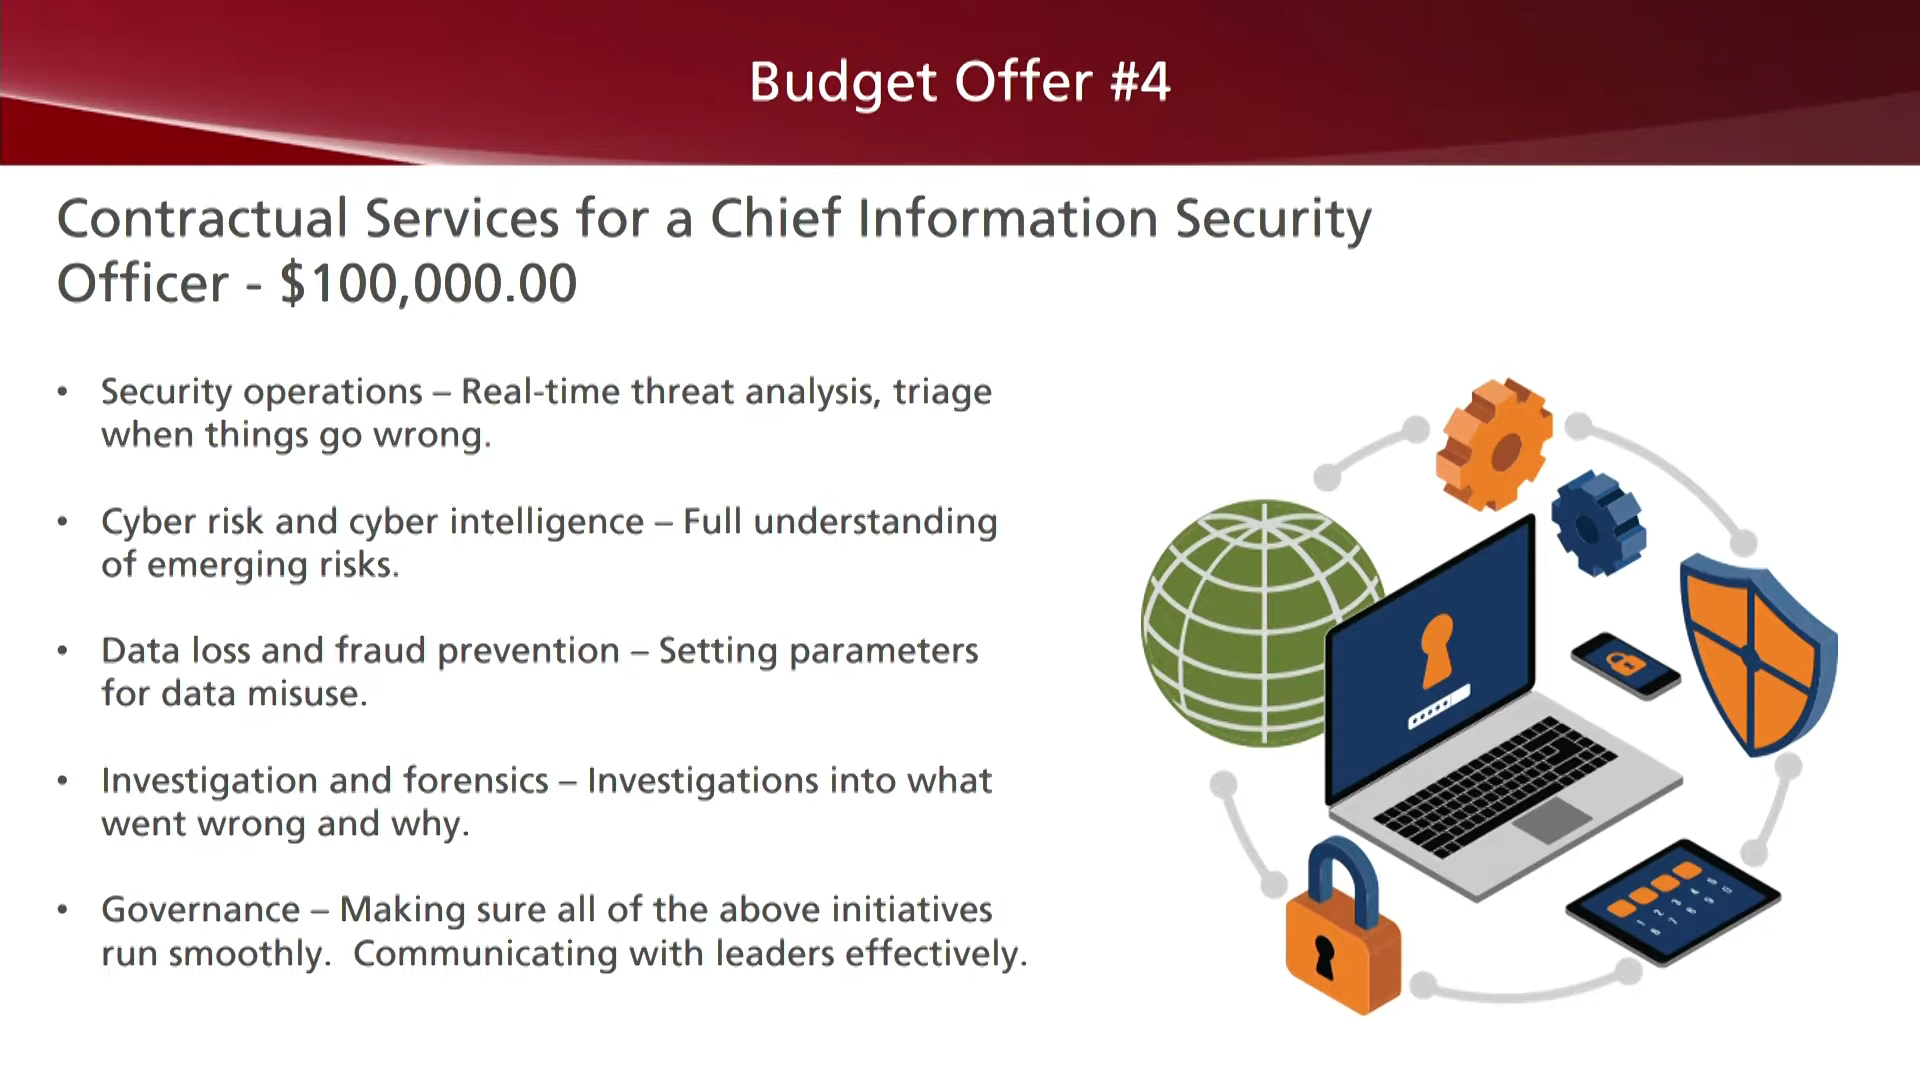 Budget Offer #4
Contractual Services for a Chief Information Security
Officer - $100,000.00
• Security operations – Real-time threat analysis, triage
when things go wrong.
• Cyber risk and cyber intelligence – Full understanding
of emerging risks.
• Data loss and fraud prevention – Setting parameters
for data misuse.
• Investigation and forensics – Investigations into what
went wrong and why.
• Governance – Making sure all of the above initiatives
run smoothly.  Communicating with leaders effectively.